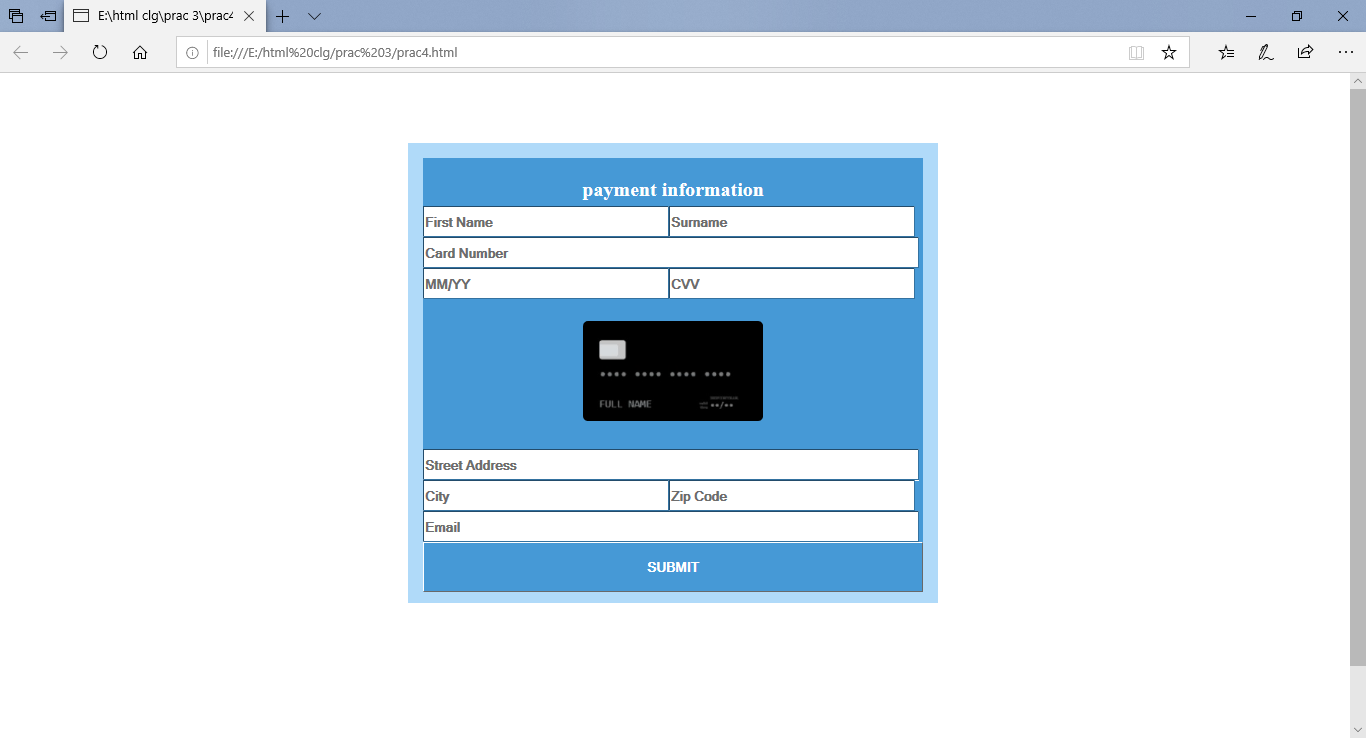 E:\html clg\prac 3\prac4
file:///E:/html%20clg/prac%203/prac4.html
payment information
First Name Surname
Card Number
MM/YY CVV
•••• •••• •••• ••••
FULL NAME ••/••
Street Address
City Zip Code
Email
SUBMIT